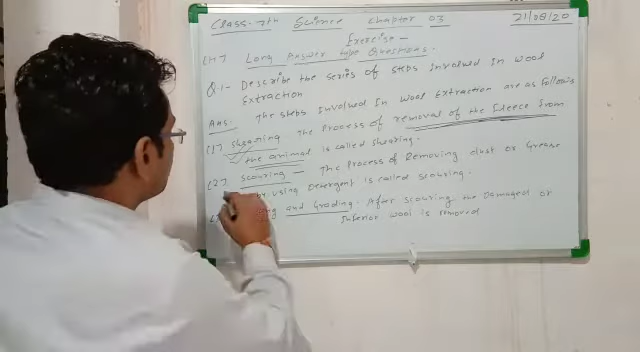 Class-7th Science Chapter 03 21/08/20
Exercise-
Long Answer type Questions.
Q.1- Describe the series of steps involved In wool
Extraction
Ans: The steps Involved In wool Extraction are as follows
(1) Shearing The Process of removal of the fleece from
the animal is called shearing.
(2) Scouring - The Process of Removing dust or Grease
by using Detergent is called scouring.
and Grading. After scouring the Damaged or
Inferior wool is removed